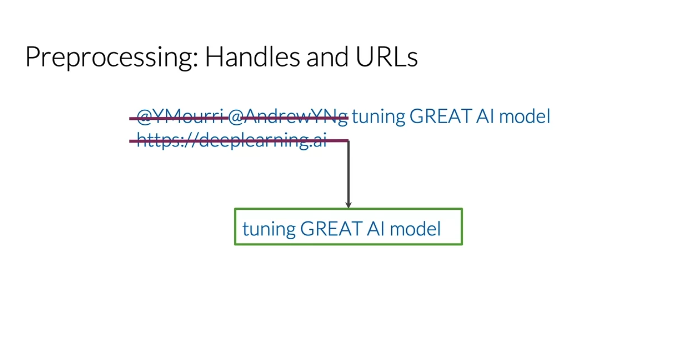 Preprocessing: Handles and URLs
@YMourri @AndrewYNg tuning GREAT AI model
https://deeplearning.ai
tuning GREAT AI model